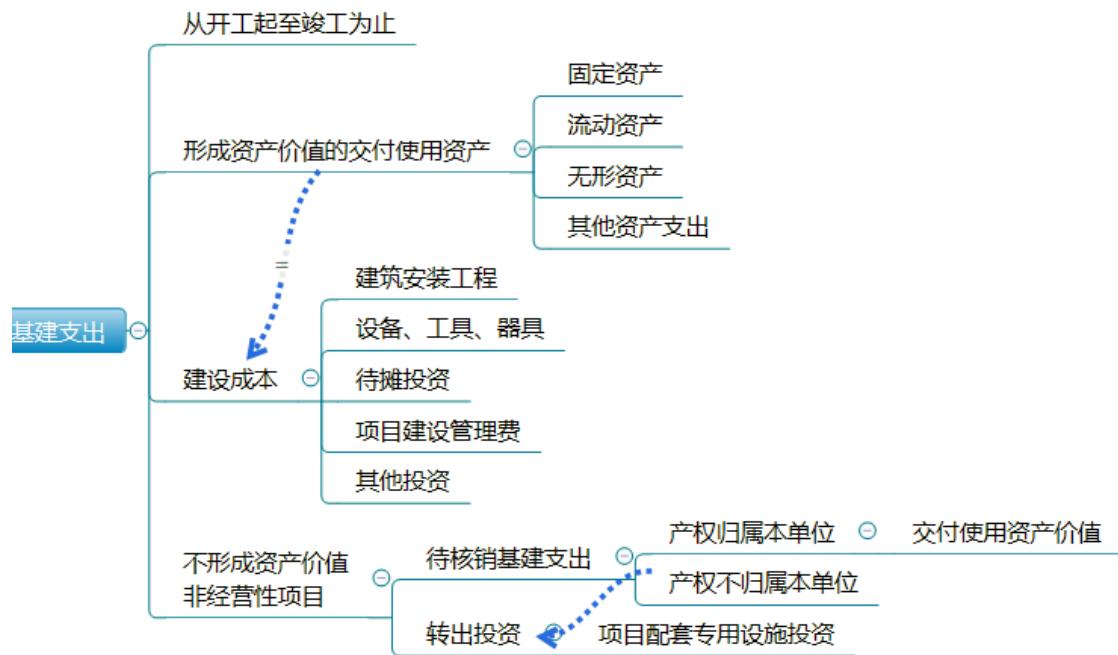 从开工起至竣工为止
固定资产
流动资产
形成资产价值的交付使用资产
无形资产
其他资产支出
=
建筑安装工程
基建支出
设备、工具、器具
建设成本
待摊投资
项目建设管理费
其他投资
产权归属本单位
交付使用资产价值
不形成资产价值
非经营性项目
待核销基建支出
产权不归属本单位
转出投资
项目配套专用设施投资